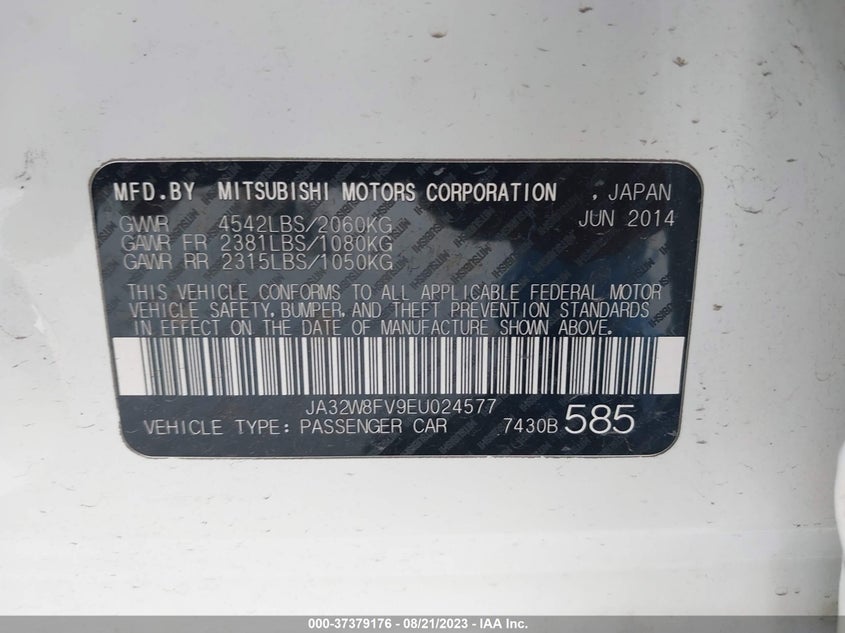 MFD.BY MITSUBISHI MOTORS CORPORATION , JAPAN
GVWR 4542LBS/2060KG JUN 2014
GAWR FR 2381LBS/1080KG
GAWR RR 2315LBS/1050KG
THIS VEHICLE CONFORMS TO ALL APPLICABLE FEDERAL MOTOR
VEHICLE SAFETY, BUMPER, AND THEFT PREVENTION STANDARDS
IN EFFECT ON THE DATE OF MANUFACTURE SHOWN ABOVE.
JA32W8FV9EU024577
VEHICLE TYPE: PASSENGER CAR 7430B 585
000-37379176 - 08/21/2023 - IAA Inc.